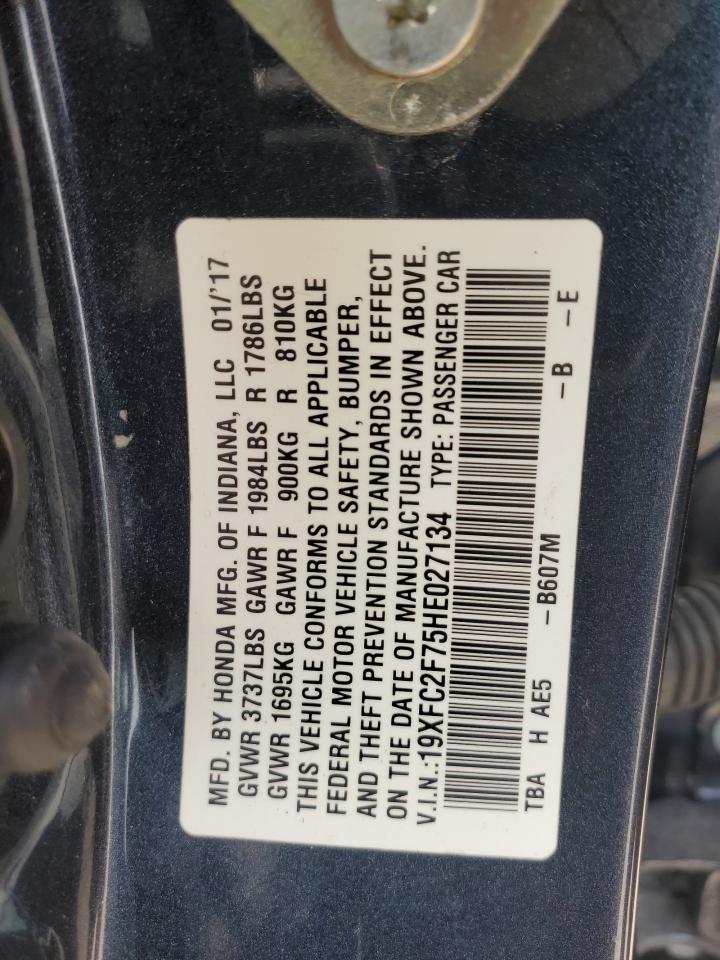 MFD. BY HONDA MFG. OF INDIANA, LLC 01/'17
GVWR 3737LBS GAWR F 1984LBS R 1786LBS
GVWR 1695KG GAWR F 900KG R 810KG
THIS VEHICLE CONFORMS TO ALL APPLICABLE
FEDERAL MOTOR VEHICLE SAFETY, BUMPER,
AND THEFT PREVENTION STANDARDS IN EFFECT
ON THE DATE OF MANUFACTURE SHOWN ABOVE.
V.I.N.:19XFC2F75HE027134 TYPE: PASSENGER CAR
TBA H AE5 -B607M -B -E